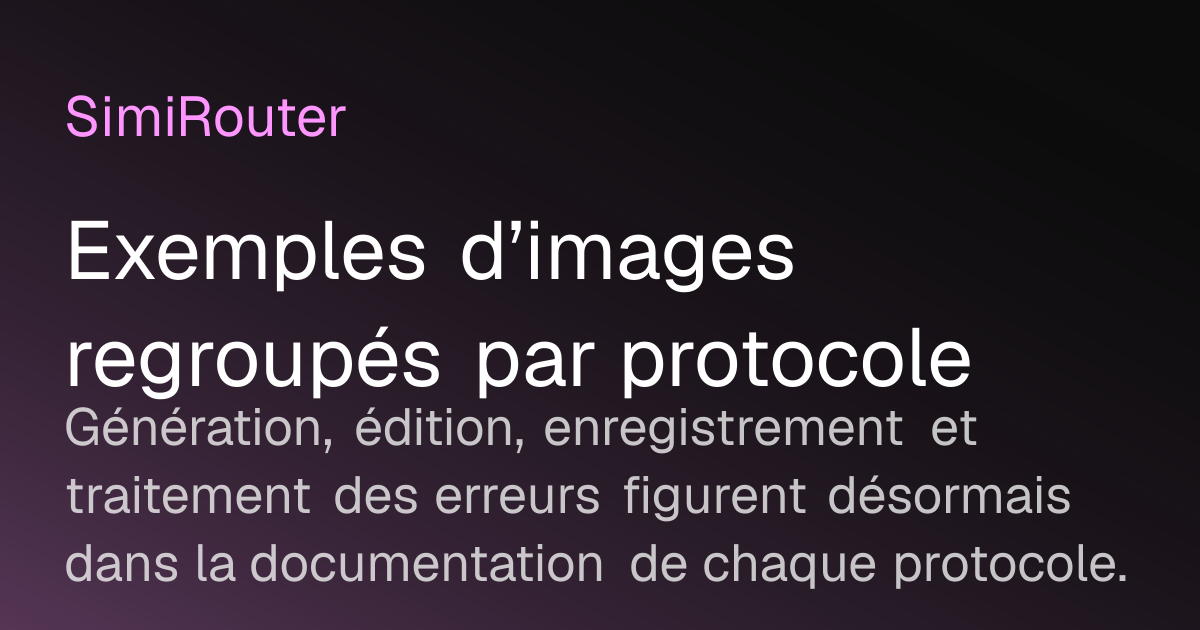 SimiRouter
Exemples d’images
regroupés par protocole
Génération, édition, enregistrement et
traitement des erreurs figurent désormais
dans la documentation de chaque protocole.